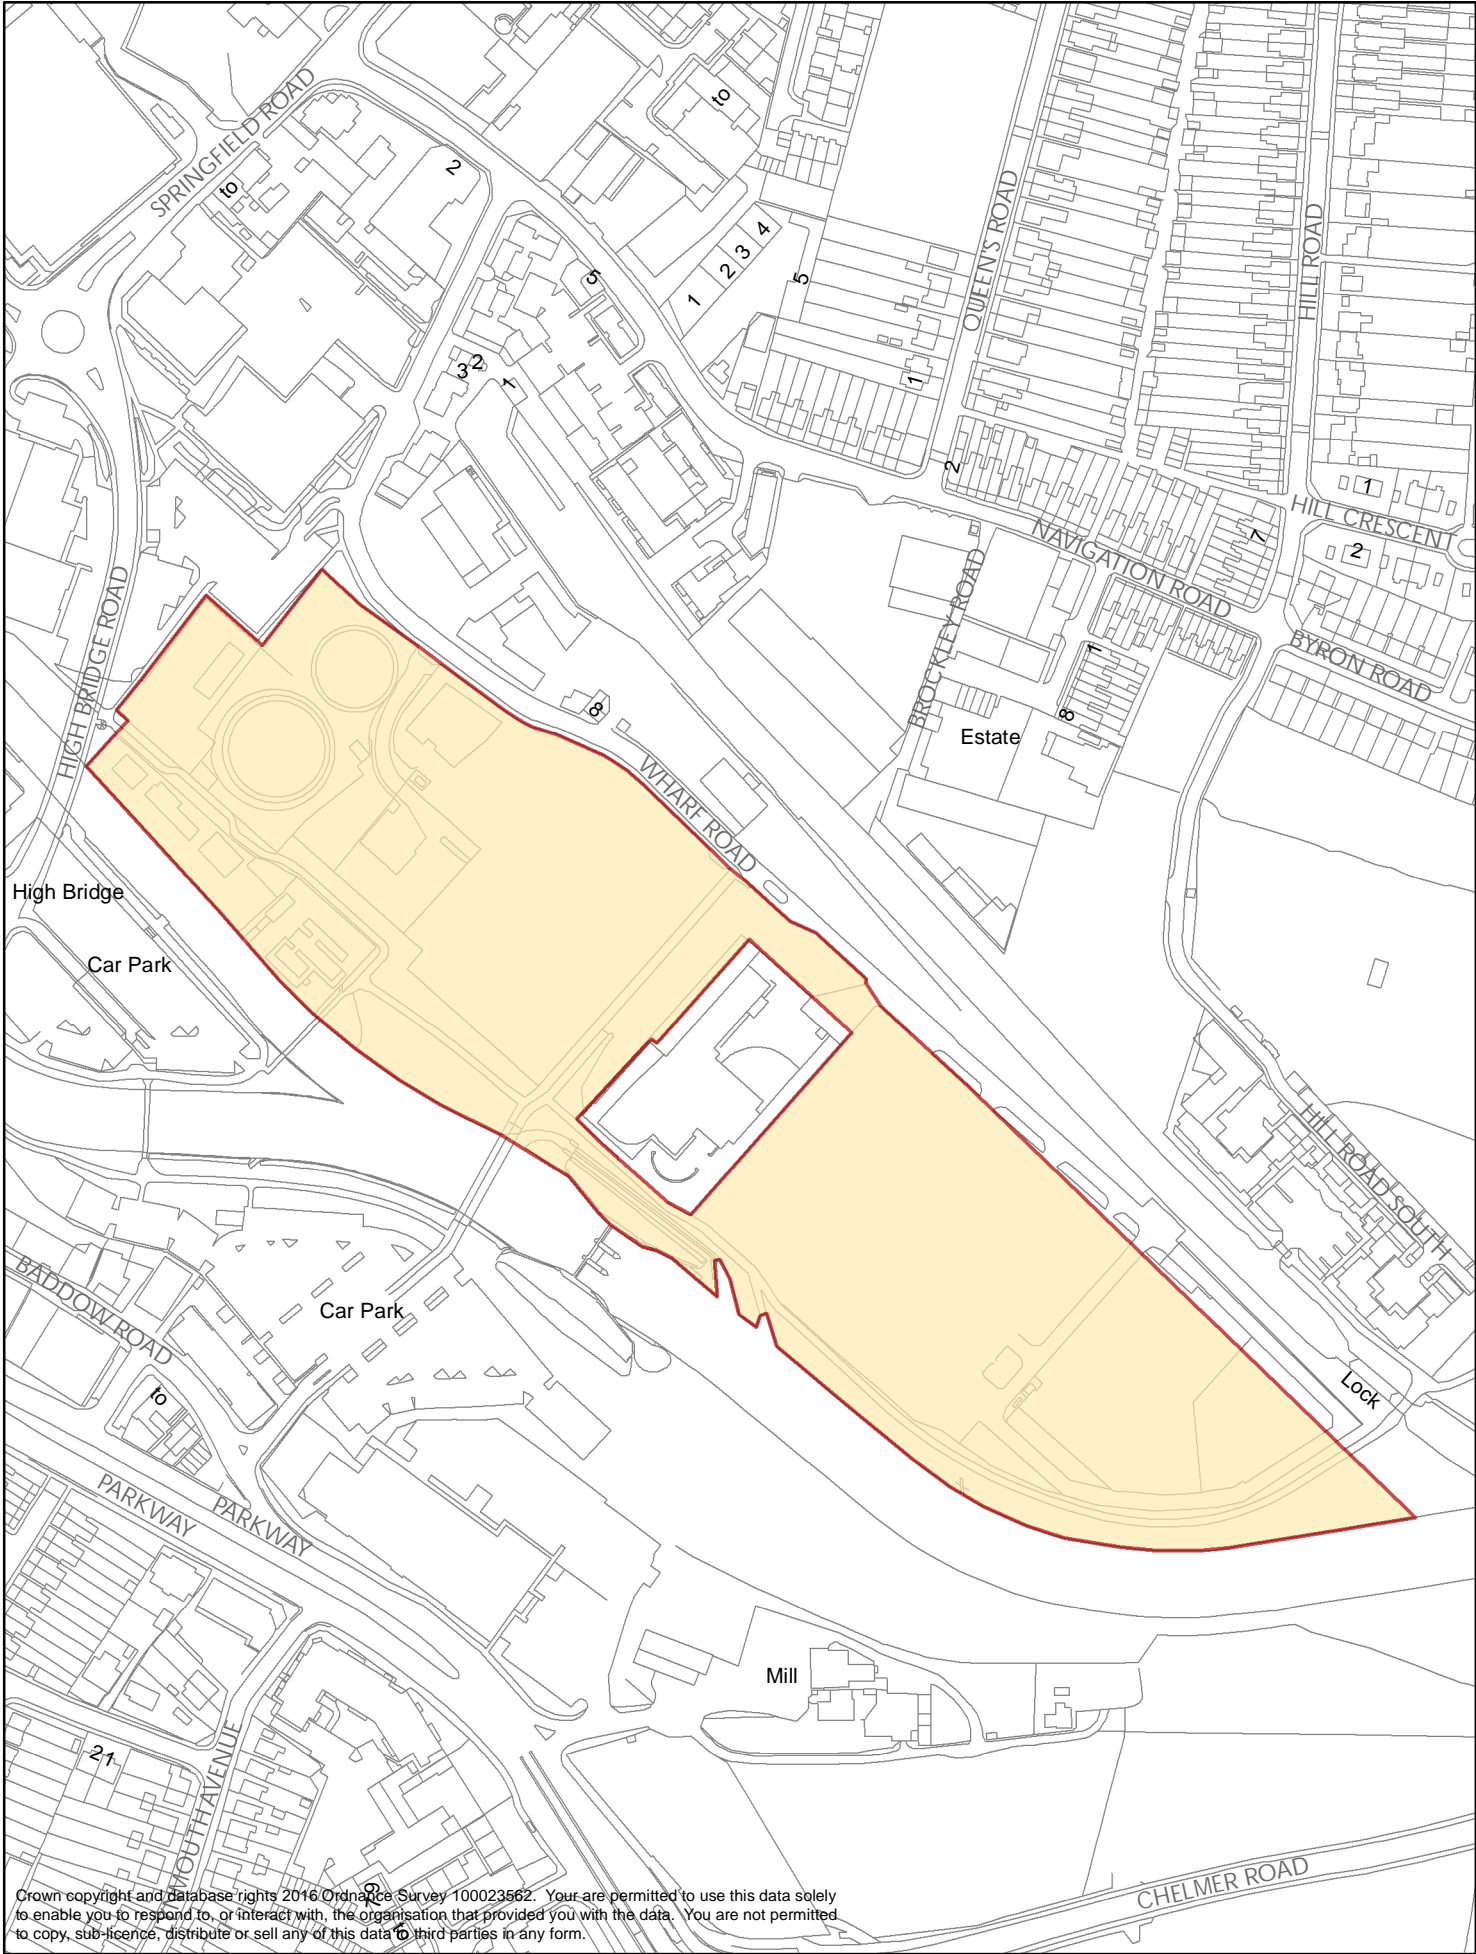 to
SPRINGFIELD ROAD
to
2
5
1
2
3
4
5
QUEEN'S ROAD
HILL ROAD
3
2
1
1
2
1
HILL CRESCENT
2
7
NAVIGATION ROAD
HIGH BRIDGE ROAD
BROCKLEY ROAD
1
BYRON ROAD
8
8
Estate
WHARF ROAD
High Bridge
Car Park
HILL ROAD SOUTH
BADDOW ROAD
Car Park
to
Lock
PARKWAY
PARKWAY
Mill
21
MOUTH AVENUE
CHELMER ROAD
to
Crown copyright and database rights 2016 Ordnance Survey 100023562. Your are permitted to use this data solely
to enable you to respond to, or interact with, the organisation that provided you with the data. You are not permitted
to copy, sub-licence, distribute or sell any of this data to third parties in any form.